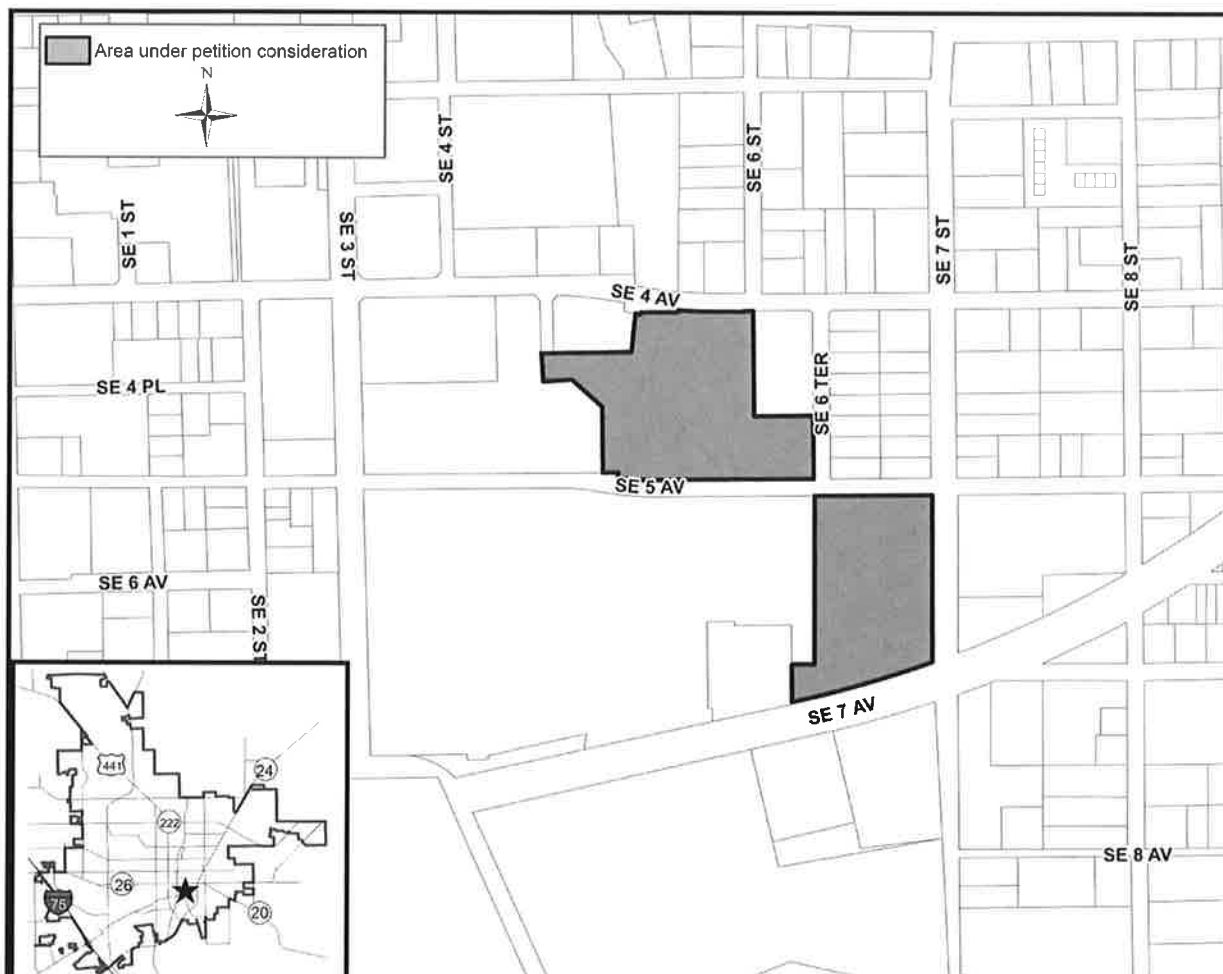 Area under petition consideration
N
SE 4 ST
SE 6 ST
SE 1 ST
SE 3 ST
SE 7 ST
SE 8 ST
SE 4 AV
SE 4 PL
SE 6 TER
SE 5 AV
SE 6 AV
SE 2 ST
SE 7 AV
SE 8 AV
441
24
222
26
75
20